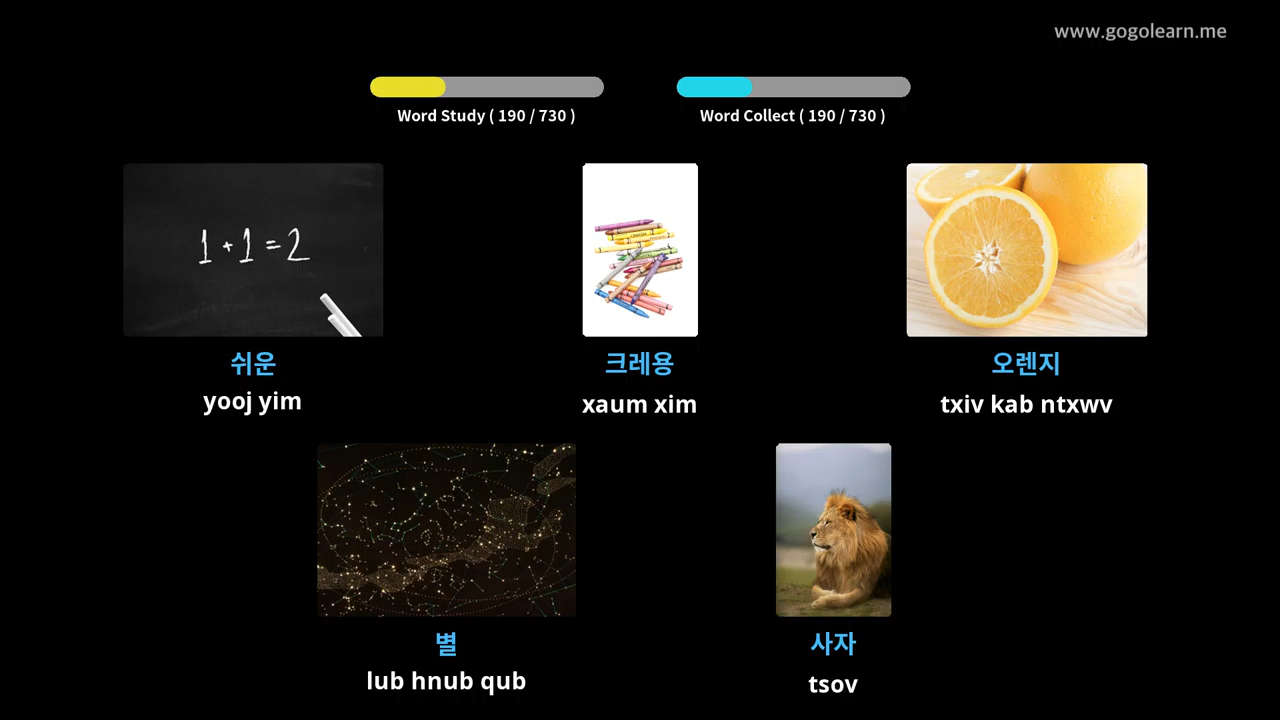 www.gogolearn.me
Word Study ( 190 / 730 )
Word Collect ( 190 / 730 )
1 + 1 = 2
쉬운
yooj yim
크레용
xaum xim
오렌지
txiv kab ntxwv
별
lub hnub qub
사자
tsov